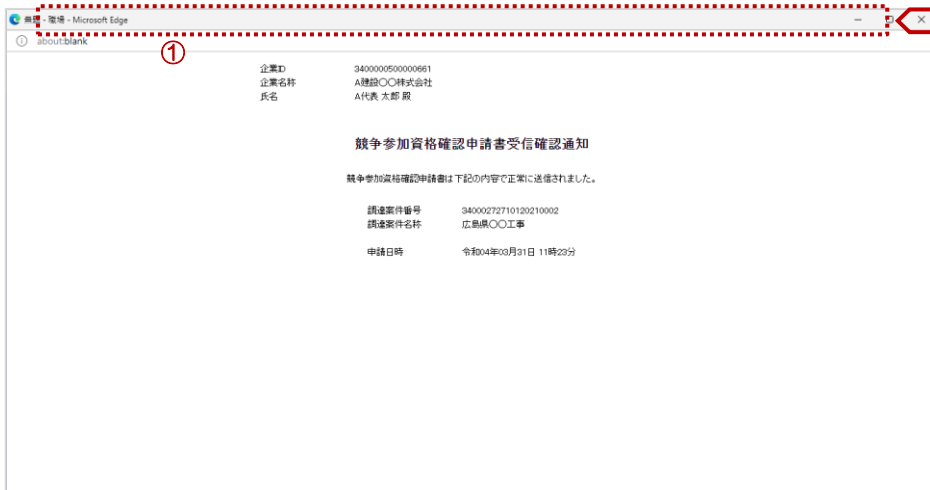 - 職場 - Microsoft Edge
①
about:blank
企業ID 3400000500000661
企業名称 A建設〇〇株式会社
氏名 A代表 太郎 殿
競争参加資格確認申請書受信確認通知
競争参加資格確認申請書は下記の内容で正常に送信されました。
調達案件番号 34000272710120210002
調達案件名称 広島県〇〇工事
申請日時 令和04年03月31日 11時23分